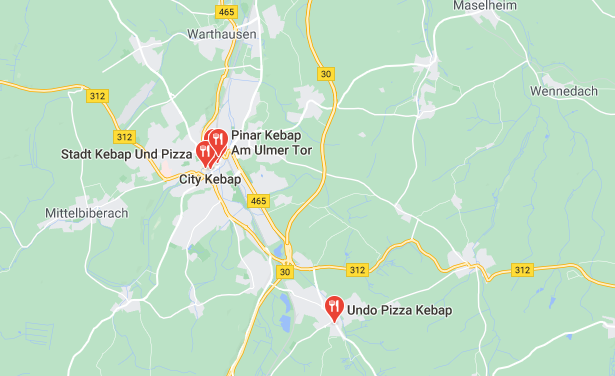 Maselheim
465
Warthausen
30
Wennedach
312
312
Pinar Kebap
Am Ulmer Tor
Stadt Kebap Und Pizza
City Kebap
465
Mittelbiberach
30
312
312
Undo Pizza Kebap